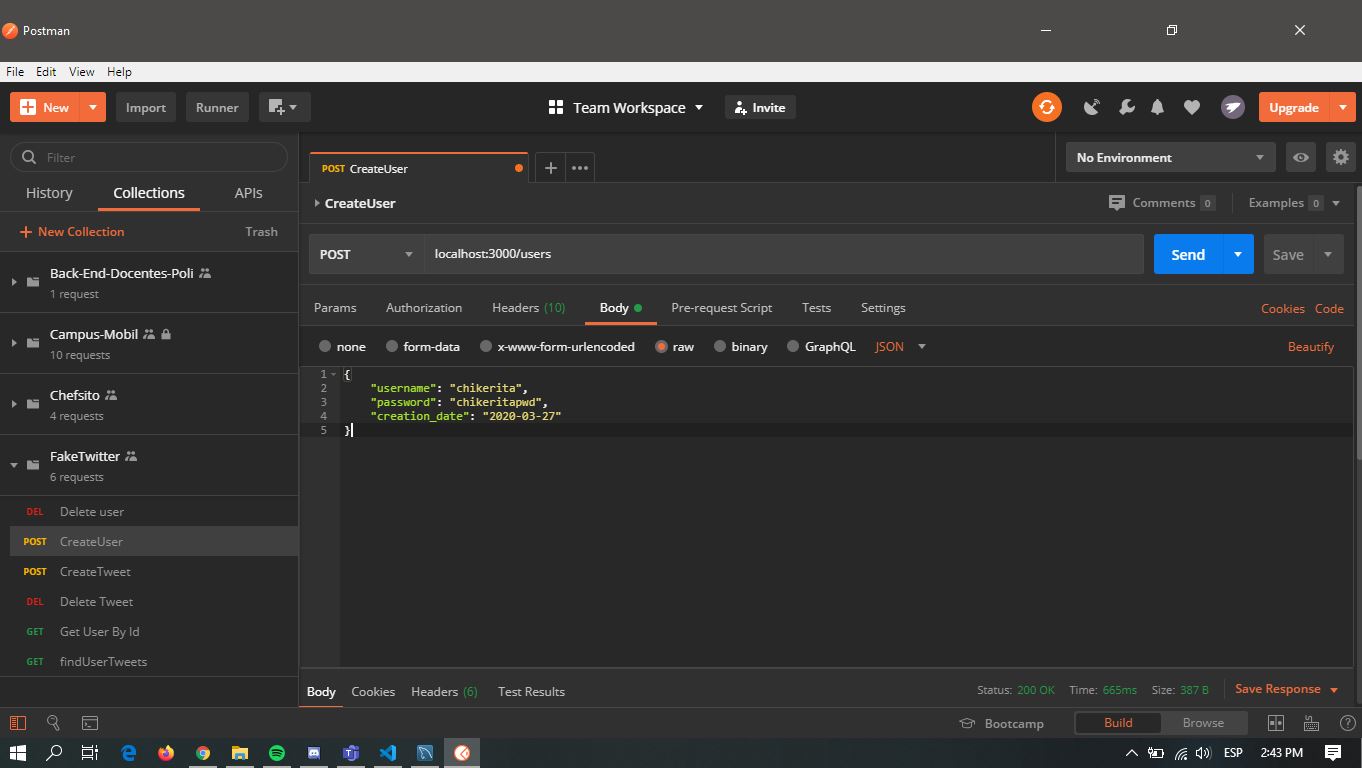 Postman
File Edit View Help
New Import Runner Team Workspace Invite Upgrade
Filter
History Collections APIs
New Collection Trash
Back-End-Docentes-Poli
1 request
Campus-Mobil
10 requests
Chefsito
4 requests
FakeTwitter
6 requests
DEL Delete user
POST CreateUser
POST CreateTweet
DEL Delete Tweet
GET Get User By Id
GET findUserTweets
POST CreateUser
No Environment
CreateUser
Comments 0 Examples 0
POST localhost:3000/users Send Save
Params Authorization Headers (10) Body Pre-request Script Tests Settings Cookies Code
none form-data x-www-form-urlencoded raw binary GraphQL JSON Beautify
1 {
2 "username": "chikerita",
3 "password": "chikeritapwd",
4 "creation_date": "2020-03-27"
5 }
Body Cookies Headers (6) Test Results Status: 200 OK Time: 665ms Size: 387 B Save Response
Bootcamp Build Browse
ESP 2:43 PM